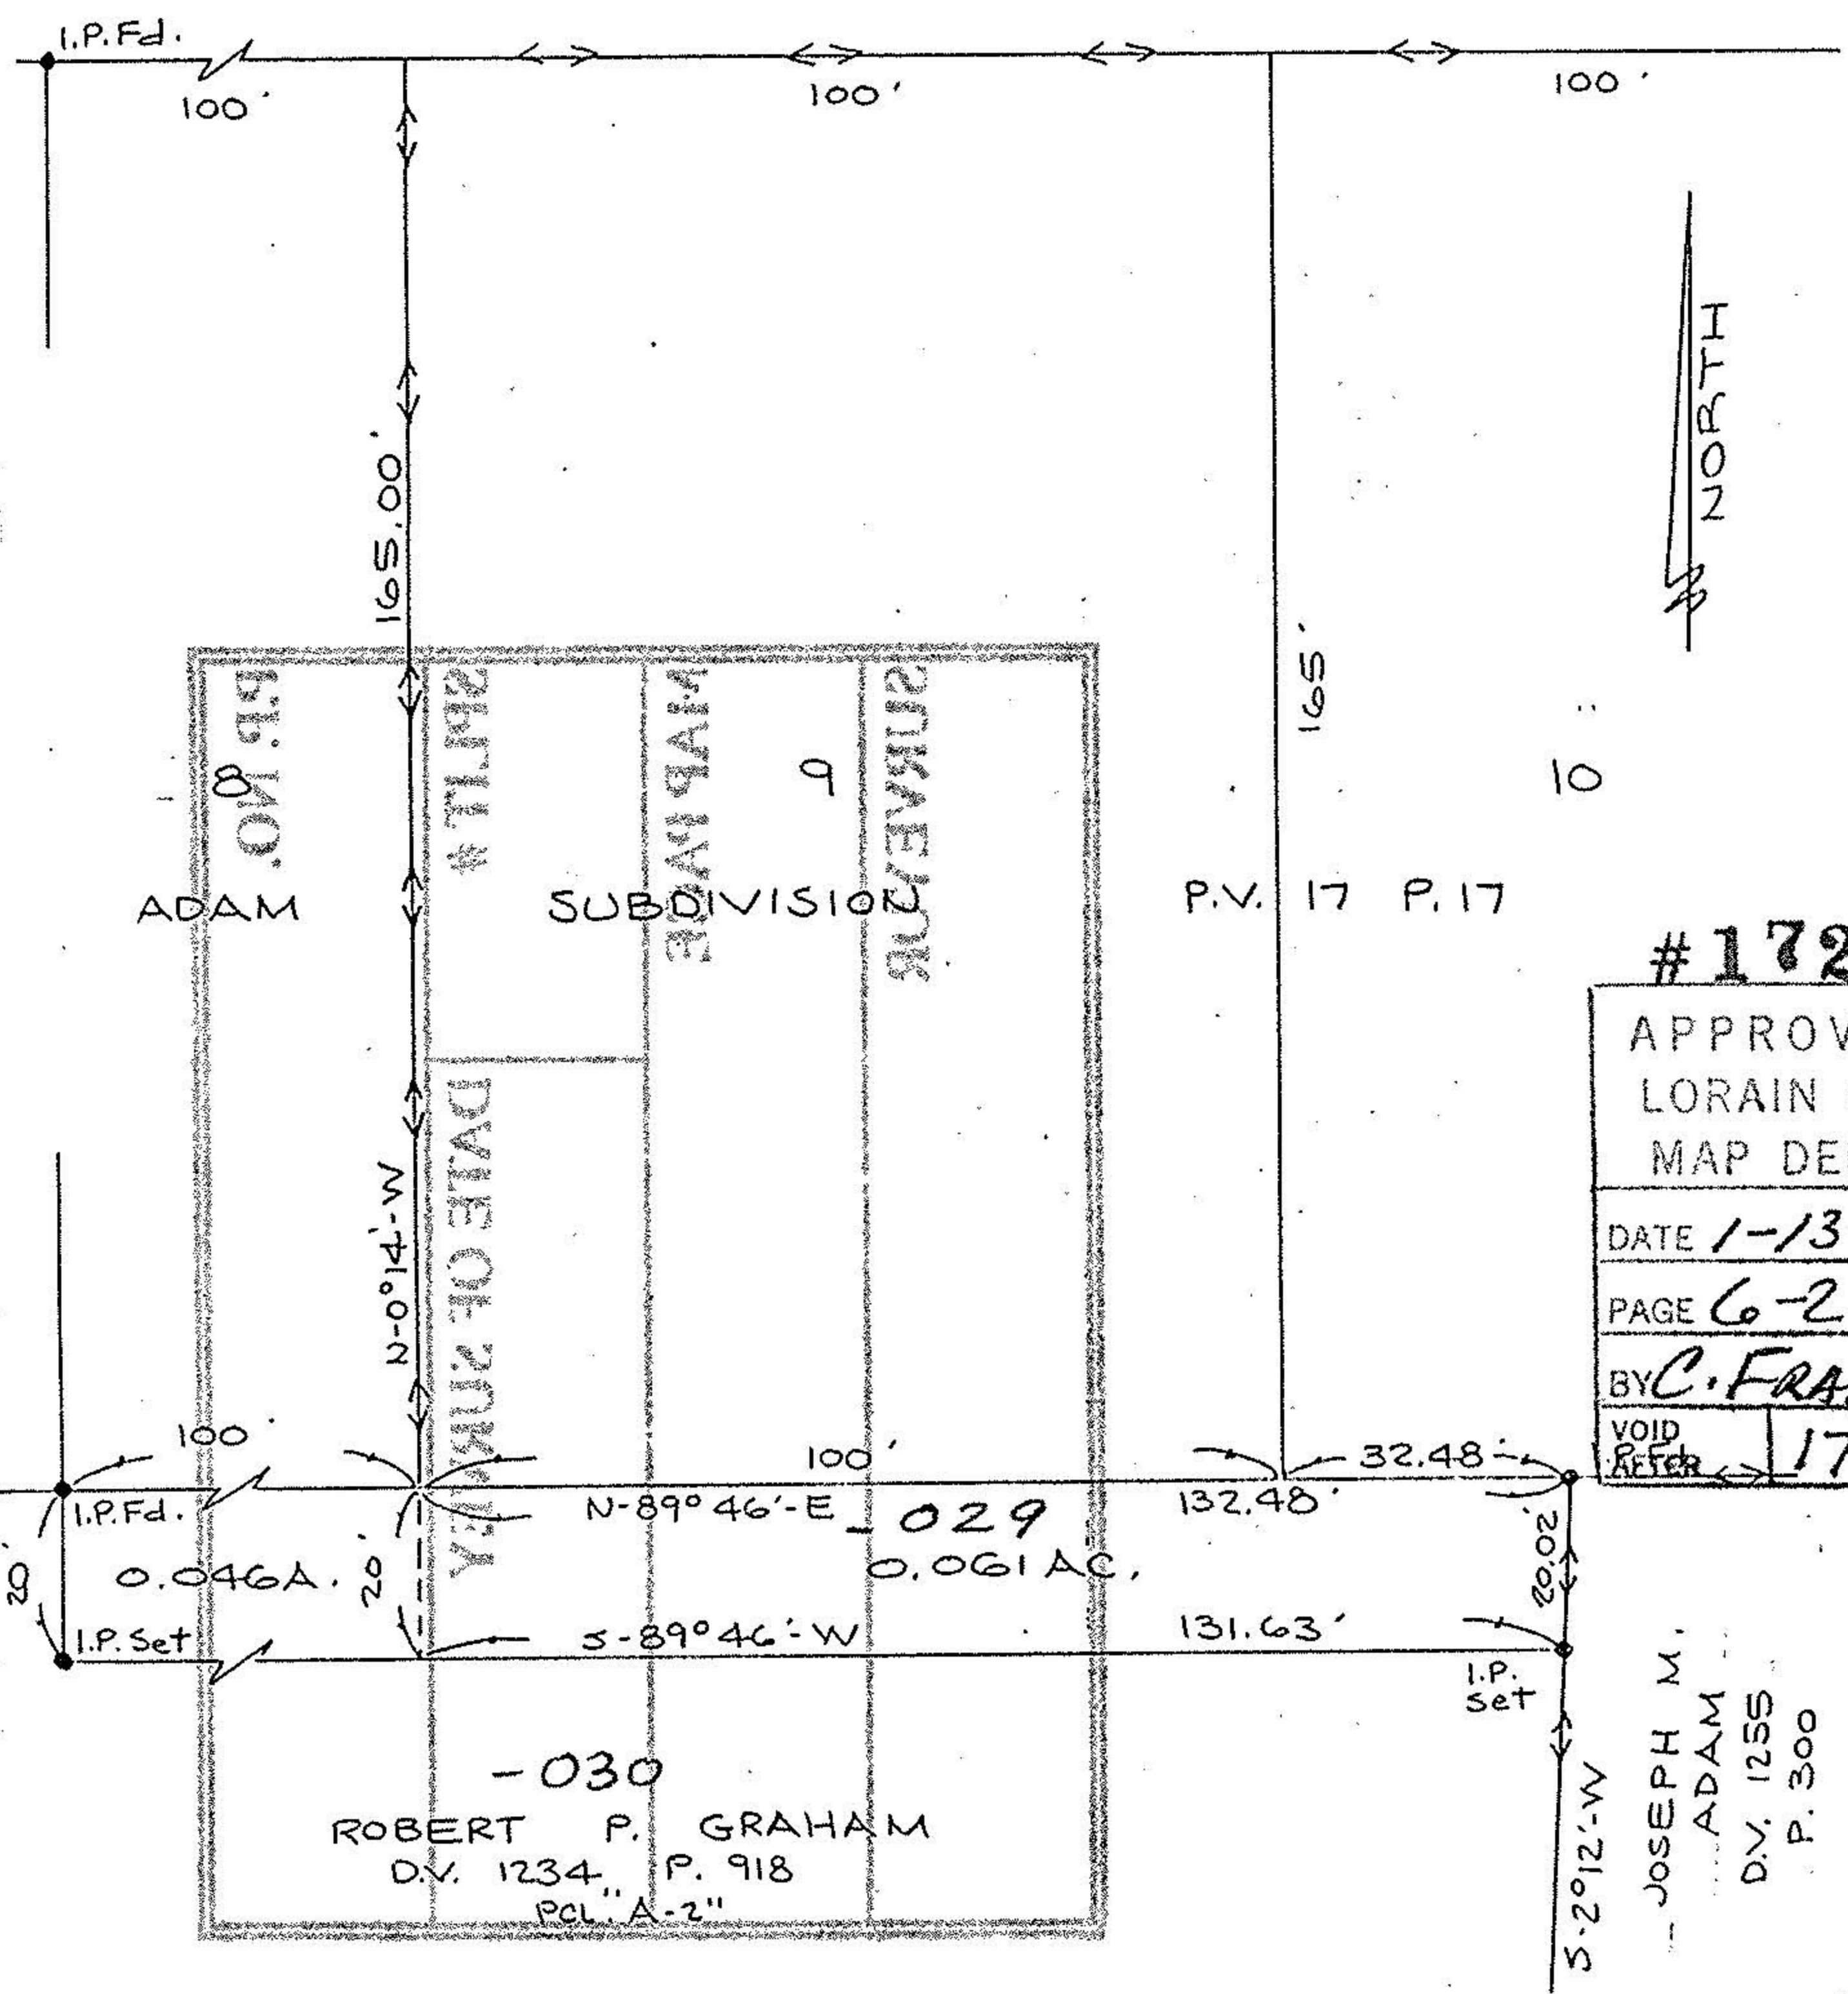 I.P.Fd.
100'
100'
100'
NORTH
165.00'
165'
P.P. NO.
SPLIT #
MAP PAGE
SURVEYOR
8
9
10
ADAM SUBDIVISION P.V. 17 P. 17
#172
APPROV
LORAIN
MAP DE
DATE 1-13
PAGE 6-2
BY C. FRA
VOID AFTER 17
DATE OF SURVEY
N-0°14'-W
100'
100'
32.48'
I.P.Fd.
N-89°46'-E
132.48'
-029
20'
0.046A.
20'
0.061 AC.
20.02'
I.P. Set
S-89°46'-W
131.63'
I.P. Set
-030
ROBERT P. GRAHAM
D.V. 1234 P. 918
PCL "A-2"
S-2°12'-W
JOSEPH M.
ADAM
D.V. 1255
P. 300